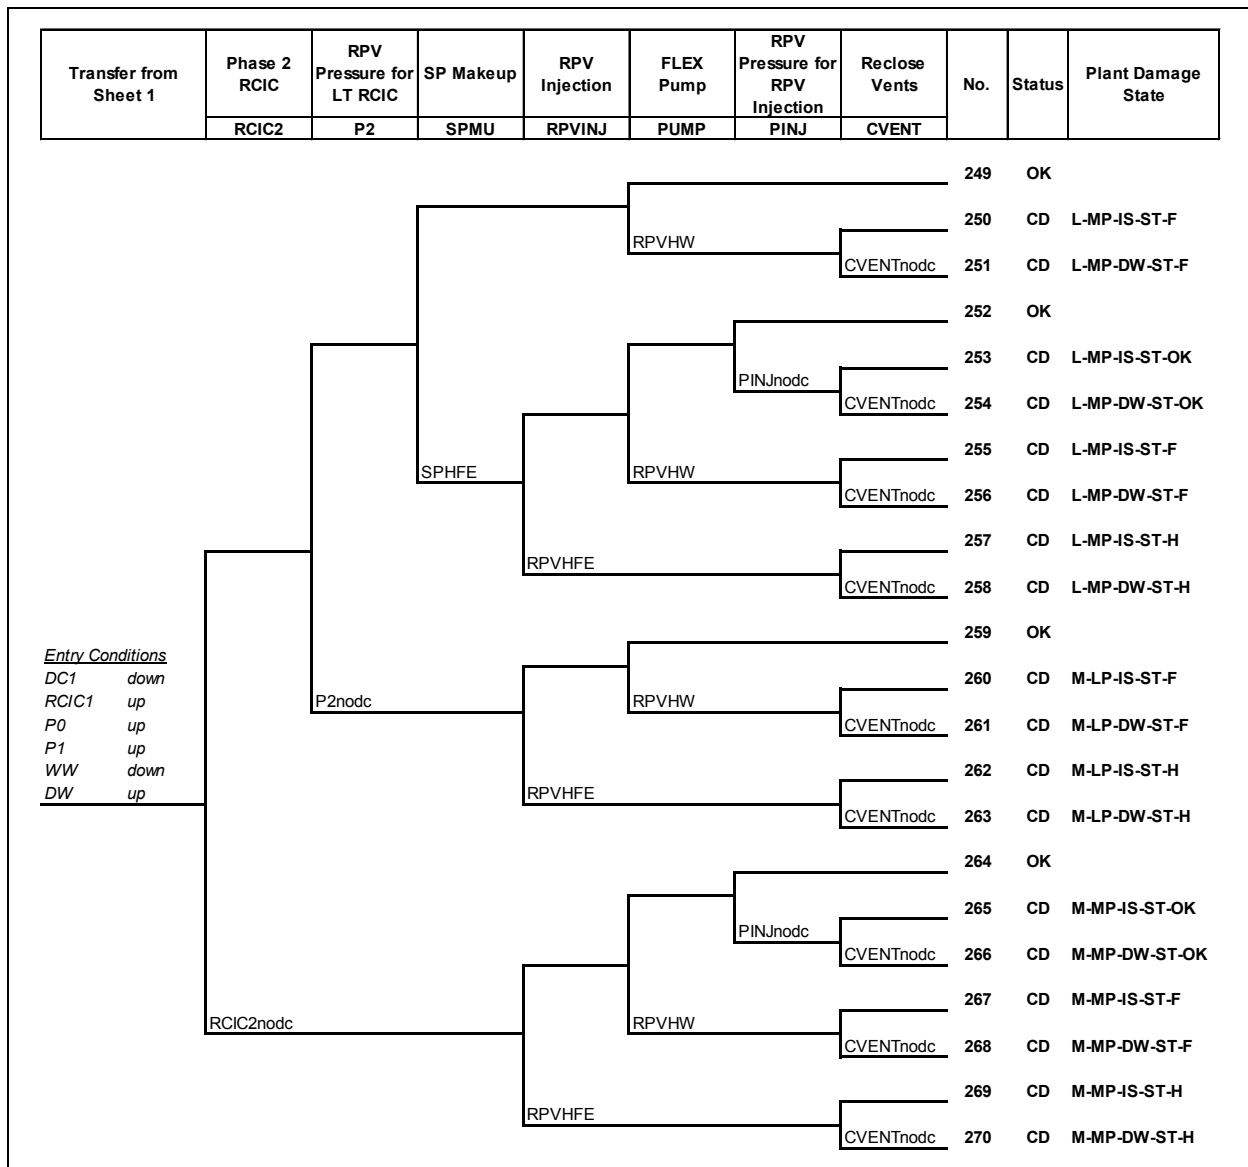 Transfer from
Sheet 1
Phase 2
RCIC
RPV
Pressure for
LT RCIC
SP Makeup
RPV
Injection
FLEX
Pump
RPV
Pressure for
RPV
Injection
Reclose
Vents
No.
Status
Plant Damage
State
RCIC2
P2
SPMU
RPVINJ
PUMP
PINJ
CVENT
249 OK
250 CD L-MP-IS-ST-F
RPVHW
CVENTnodc 251 CD L-MP-DW-ST-F
252 OK
253 CD L-MP-IS-ST-OK
PINJnodc
CVENTnodc 254 CD L-MP-DW-ST-OK
255 CD L-MP-IS-ST-F
SPHFE
RPVHW
CVENTnodc 256 CD L-MP-DW-ST-F
257 CD L-MP-IS-ST-H
RPVHFE
CVENTnodc 258 CD L-MP-DW-ST-H
259 OK
Entry Conditions
DC1 down
RCIC1 up
P0 up
P1 up
WW down
DW up
260 CD M-LP-IS-ST-F
P2nodc
RPVHW
CVENTnodc 261 CD M-LP-DW-ST-F
262 CD M-LP-IS-ST-H
RPVHFE
CVENTnodc 263 CD M-LP-DW-ST-H
264 OK
265 CD M-MP-IS-ST-OK
PINJnodc
CVENTnodc 266 CD M-MP-DW-ST-OK
267 CD M-MP-IS-ST-F
RCIC2nodc
RPVHW
CVENTnodc 268 CD M-MP-DW-ST-F
269 CD M-MP-IS-ST-H
RPVHFE
CVENTnodc 270 CD M-MP-DW-ST-H